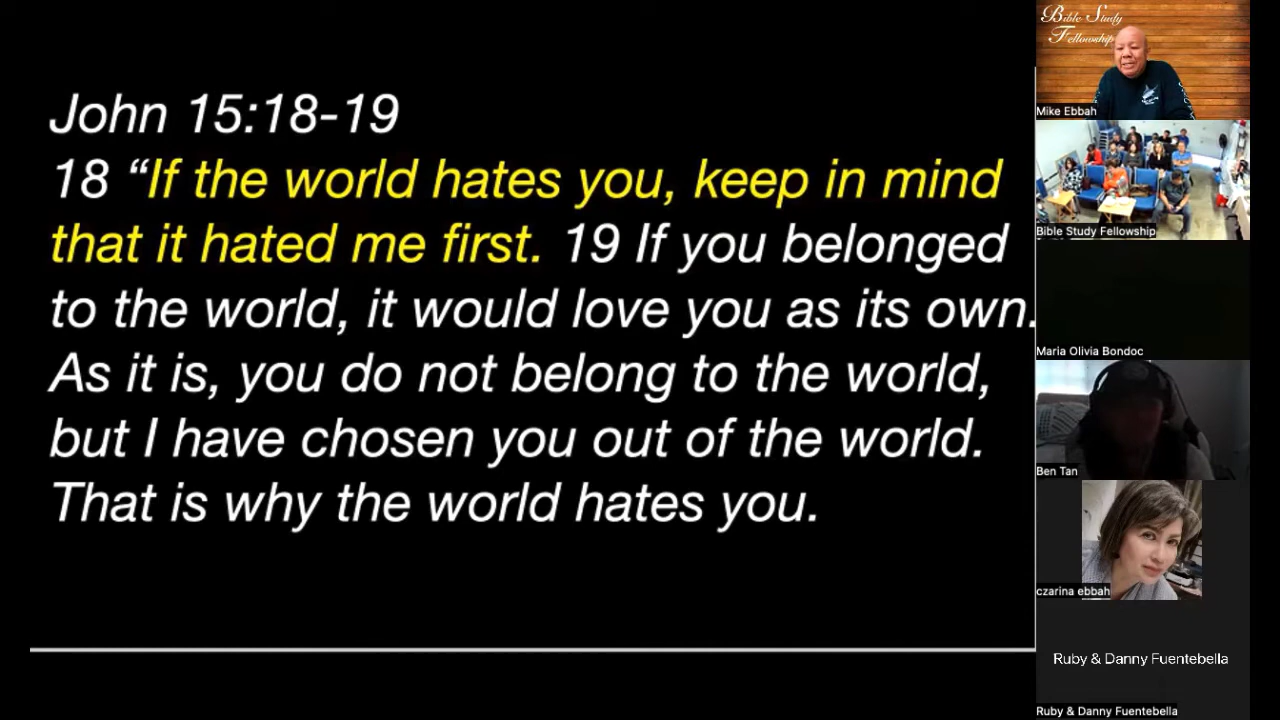 John 15:18-19
18 “If the world hates you, keep in mind
that it hated me first. 19 If you belonged
to the world, it would love you as its own.
As it is, you do not belong to the world,
but I have chosen you out of the world.
That is why the world hates you.
Bible Study
Fellowship
Mike Ebbah
Bible Study Fellowship
Maria Olivia Bondoc
Ben Tan
czarina ebbah
Ruby & Danny Fuentebella
Ruby & Danny Fuentebella